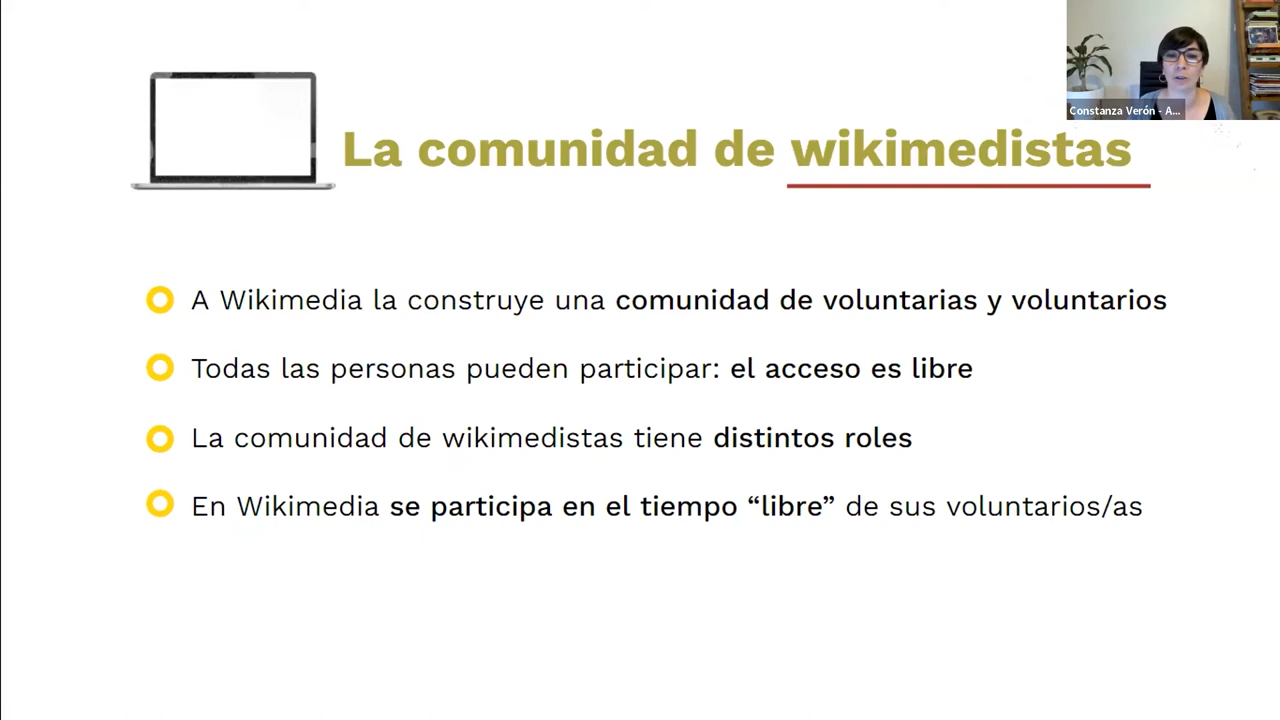 Constanza Verón - A...
La comunidad de wikimedistas
A Wikimedia la construye una comunidad de voluntarias y voluntarios
Todas las personas pueden participar: el acceso es libre
La comunidad de wikimedistas tiene distintos roles
En Wikimedia se participa en el tiempo “libre” de sus voluntarios/as